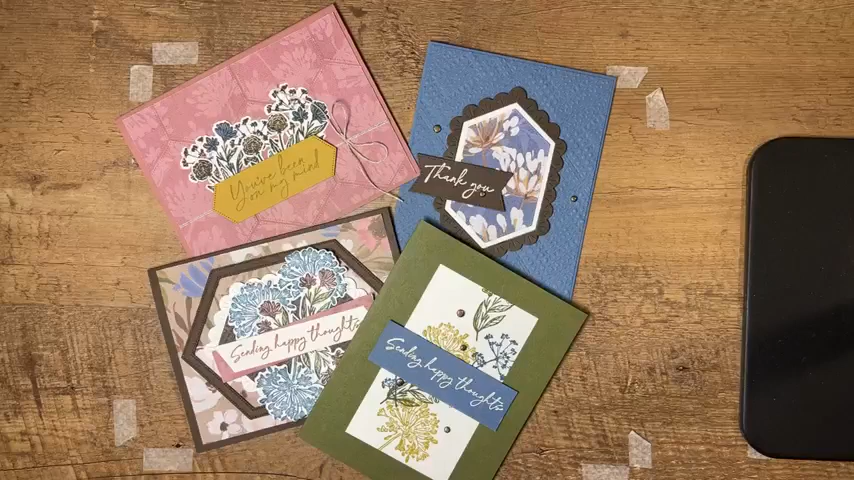 You've been
on my mind
Thank you
Sending happy thoughts
Sending happy thoughts